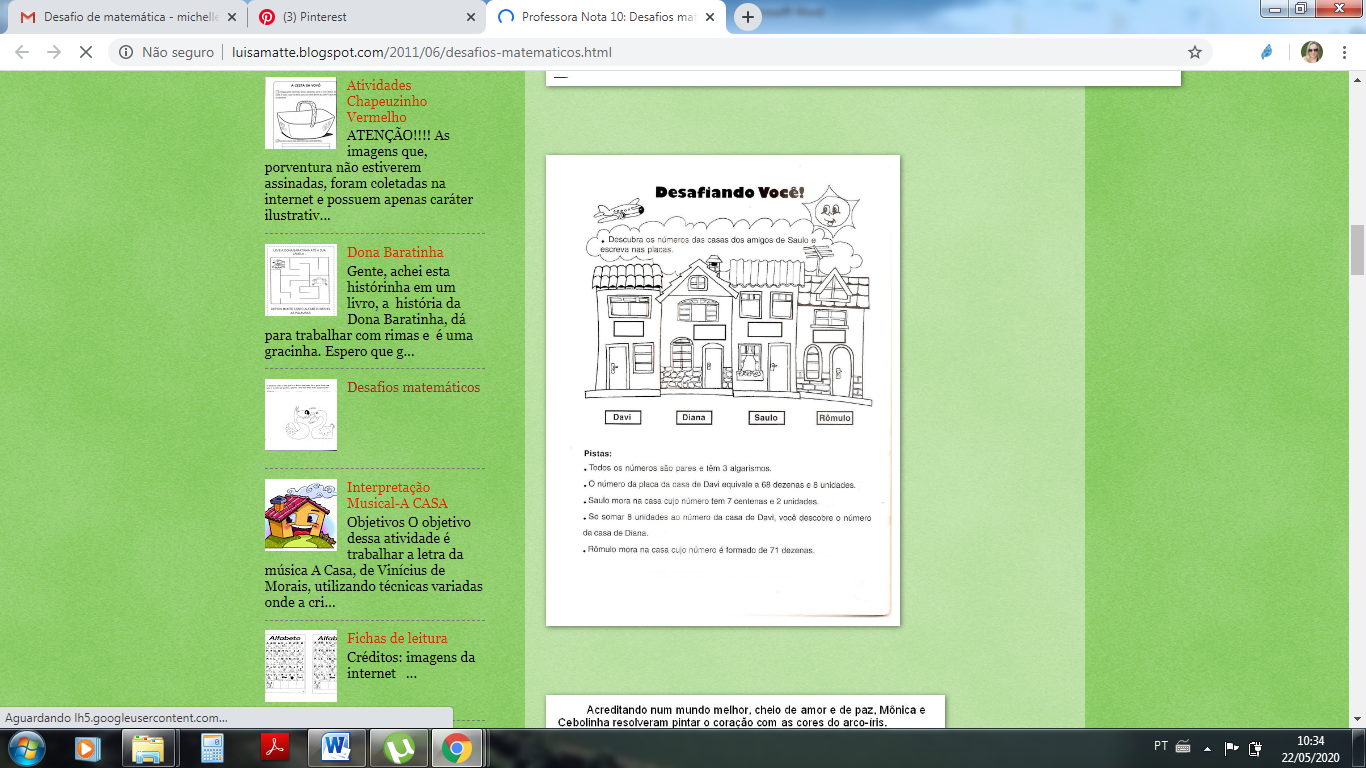 Desafio de matemática - michelle
(3) Pinterest
Professora Nota 10: Desafios mat
Não seguro
luisamatte.blogspot.com/2011/06/desafios-matematicos.html
Atividades
Chapeuzinho
Vermelho
ATENÇÃO!!!! As
imagens que,
porventura não estiverem
assinadas, foram coletadas na
internet e possuem apenas caráter
ilustrativ...
Dona Baratinha
Gente, achei esta
histórinha em um
livro, a história da
Dona Baratinha, dá
para trabalhar com rimas e é uma
gracinha. Espero que g...
Desafios matemáticos
Interpretação
Musical-A CASA
Objetivos O objetivo
dessa atividade é
trabalhar a letra da
música A Casa, de Vinícius de
Morais, utilizando técnicas variadas
onde a cri...
Fichas de leitura
Créditos: imagens da
internet ...
A CESTA DA VOVÓ
Alfabeto
Desafiando Você!
• Descubra os números das casas dos amigos de Saulo e
escreva nas placas.
Davi
Diana
Saulo
Rômulo
Pistas:
• Todos os números são pares e têm 3 algarismos.
• O número da placa da casa de Davi equivale a 68 dezenas e 8 unidades.
• Saulo mora na casa cujo número tem 7 centenas e 2 unidades.
• Se somar 8 unidades ao número da casa de Davi, você descobre o número
da casa de Diana.
• Rômulo mora na casa cujo número é formado de 71 dezenas.
Acreditando num mundo melhor, cheio de amor e de paz, Mônica e
Cebolinha resolveram pintar o coração com as cores do arco-íris.
Aguardando lh5.googleusercontent.com...
PT
10:34
22/05/2020